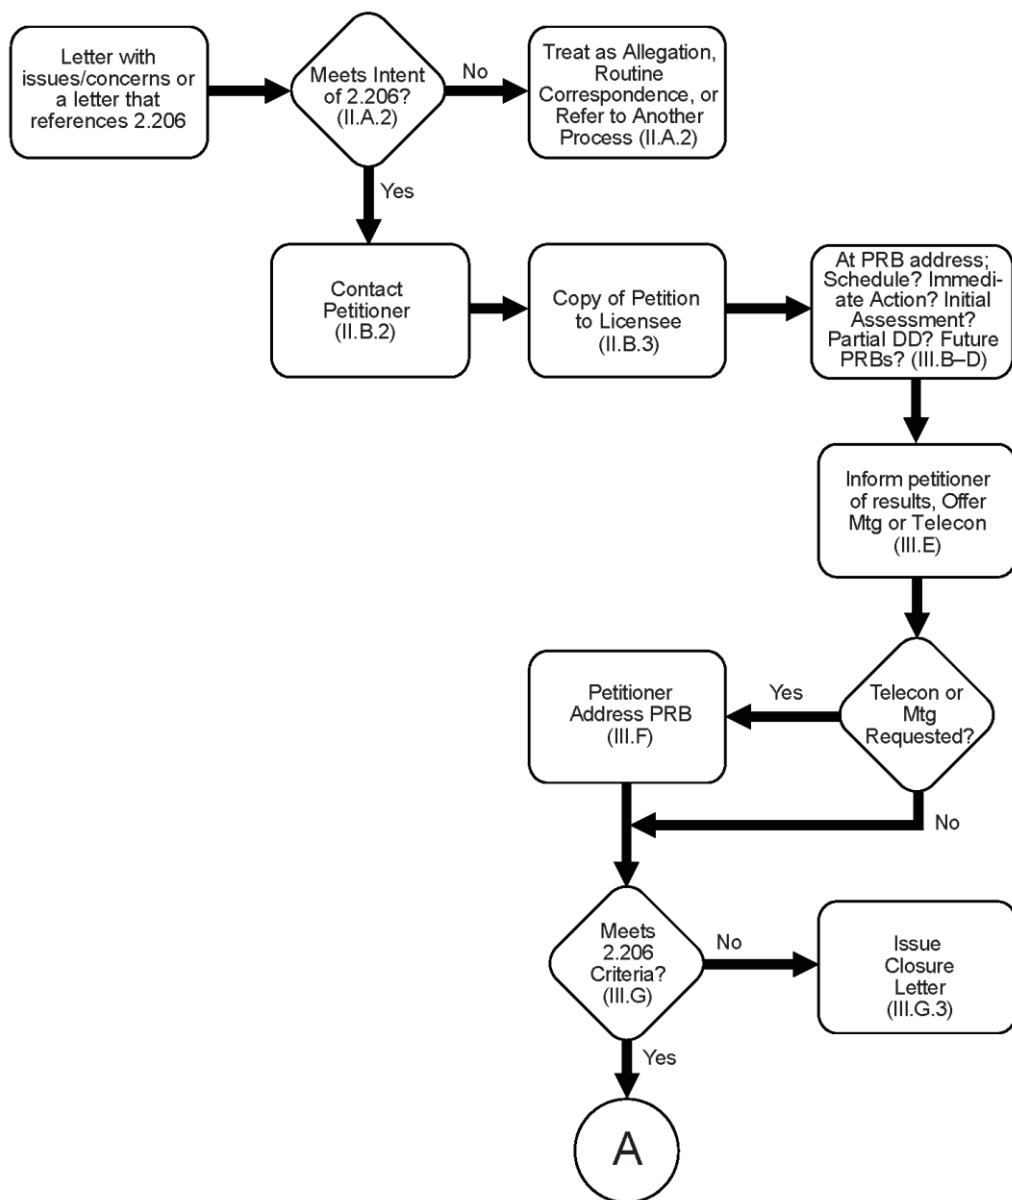 Letter with
issues/concerns or
a letter that
references 2.206
Meets Intent
of 2.206?
(II.A.2)
No
Treat as Allegation,
Routine
Correspondence, or
Refer to Another
Process (II.A.2)
Yes
Contact
Petitioner
(II.B.2)
Copy of Petition
to Licensee
(II.B.3)
At PRB address;
Schedule? Immedi-
ate Action? Initial
Assessment?
Partial DD? Future
PRBs? (III.B–D)
Inform petitioner
of results, Offer
Mtg or Telecon
(III.E)
Telecon or
Mtg
Requested?
Yes
Petitioner
Address PRB
(III.F)
No
Meets
2.206
Criteria?
(III.G)
No
Issue
Closure
Letter
(III.G.3)
Yes
A